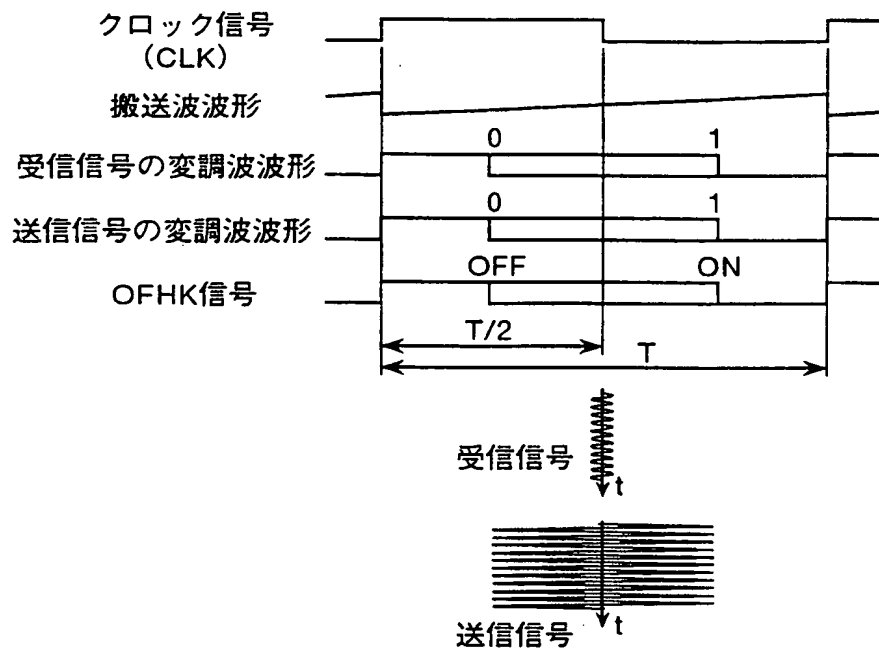 クロック信号
（CLK）
搬送波波形
0 1
受信信号の変調波波形
0 1
送信信号の変調波波形
OFF ON
OFHK信号
T/2
T
受信信号
t
t
送信信号